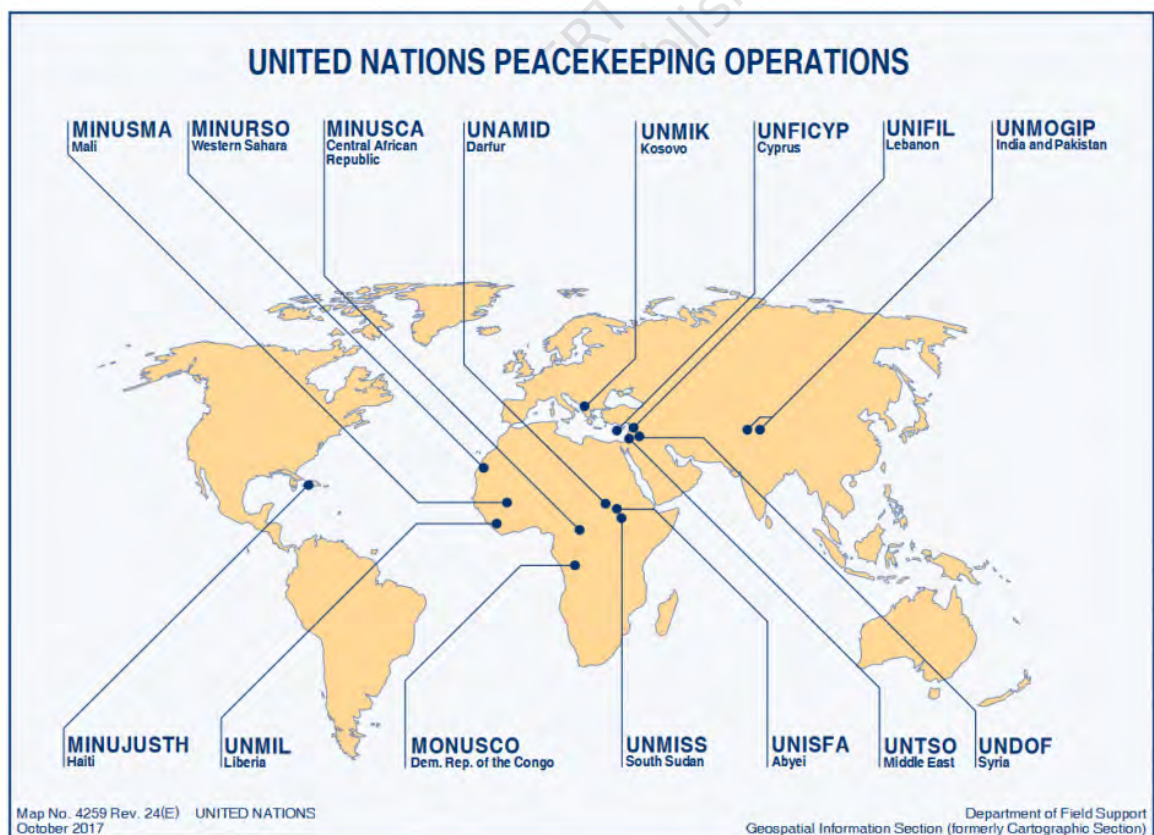 UNITED NATIONS PEACEKEEPING OPERATIONS
MINUSMA
Mali
MINURSO
Western Sahara
MINUSCA
Central African
Republic
UNAMID
Darfur
UNMIK
Kosovo
UNFICYP
Cyprus
UNIFIL
Lebanon
UNMOGIP
India and Pakistan
MINUJUSTH
Haiti
UNMIL
Liberia
MONUSCO
Dem. Rep. of the Congo
UNMISS
South Sudan
UNISFA
Abyei
UNTSO
Middle East
UNDOF
Syria
Map No. 4259 Rev. 24(E) UNITED NATIONS
October 2017
Department of Field Support
Geospatial Information Section (formerly Cartographic Section)